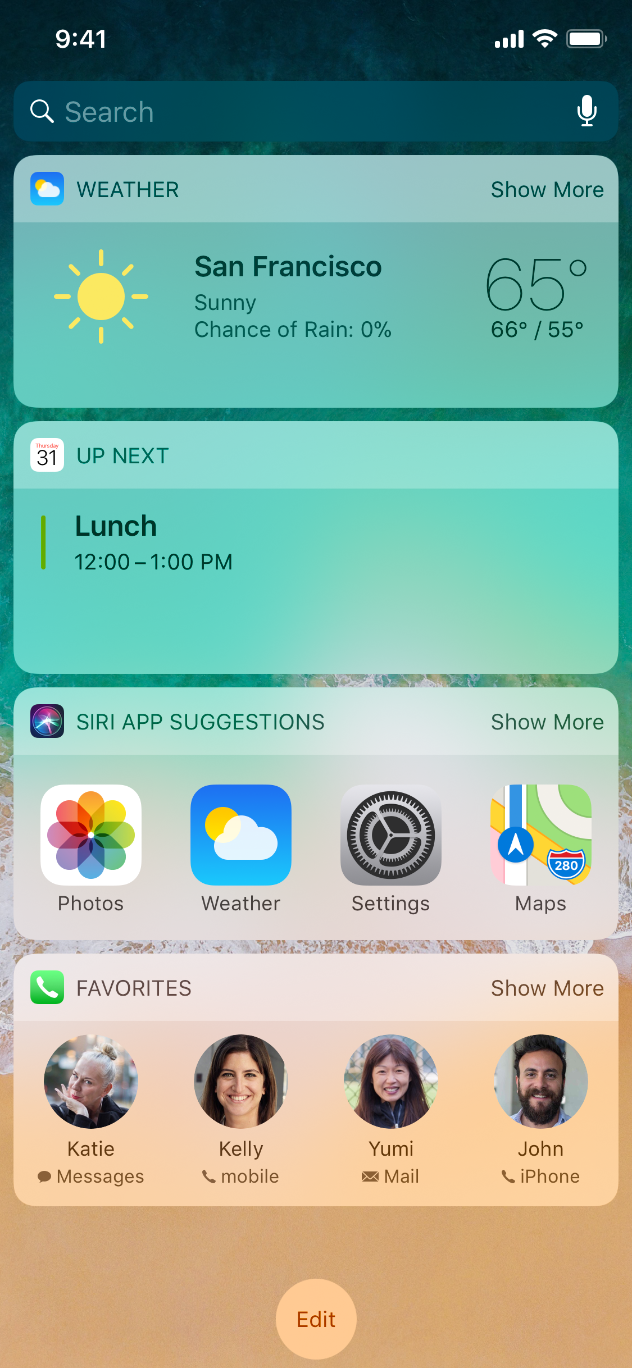 9:41
Search
WEATHER Show More
San Francisco 65°
Sunny
Chance of Rain: 0% 66° / 55°
Thursday
31 UP NEXT
Lunch
12:00 – 1:00 PM
SIRI APP SUGGESTIONS Show More
280
Photos Weather Settings Maps
FAVORITES Show More
Katie Kelly Yumi John
Messages mobile Mail iPhone
Edit